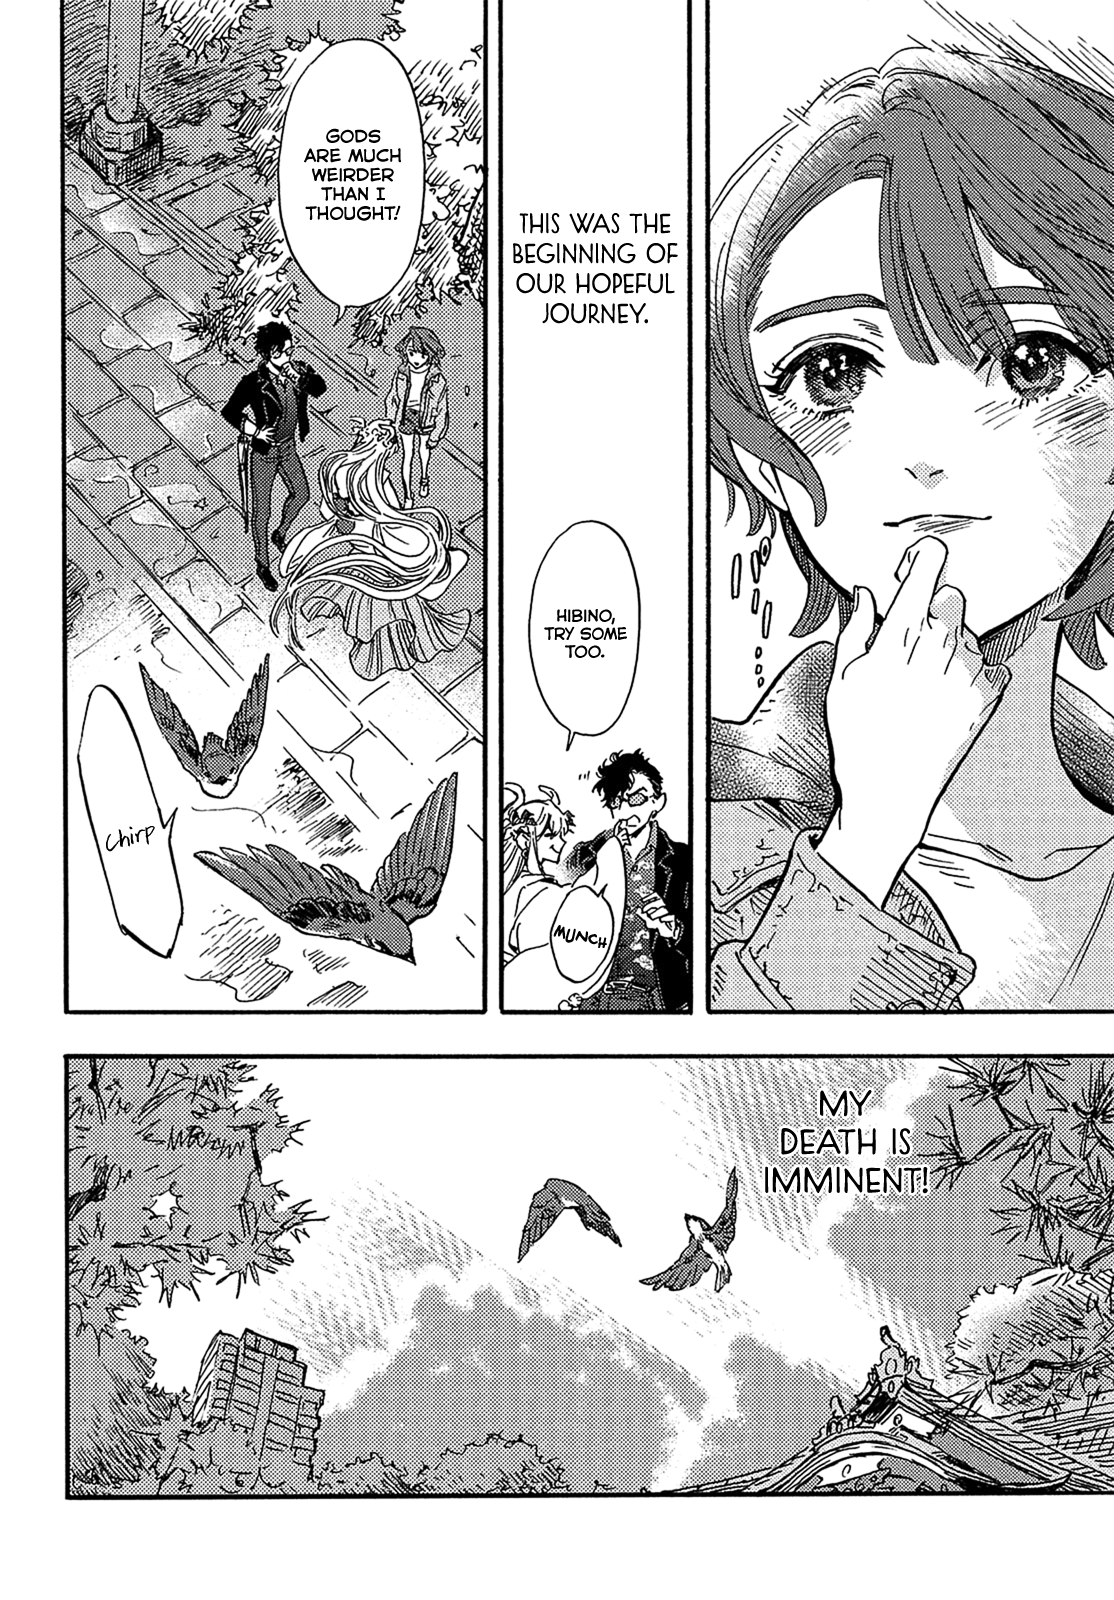 THIS WAS THE
BEGINNING OF
OUR HOPEFUL
JOURNEY.
HIBINO,
TRY SOME
TOO.
MUNCH
GODS
ARE MUCH
WEIRDER
THAN I
THOUGHT!
Chirp
MY
DEATH IS
IMMINENT!